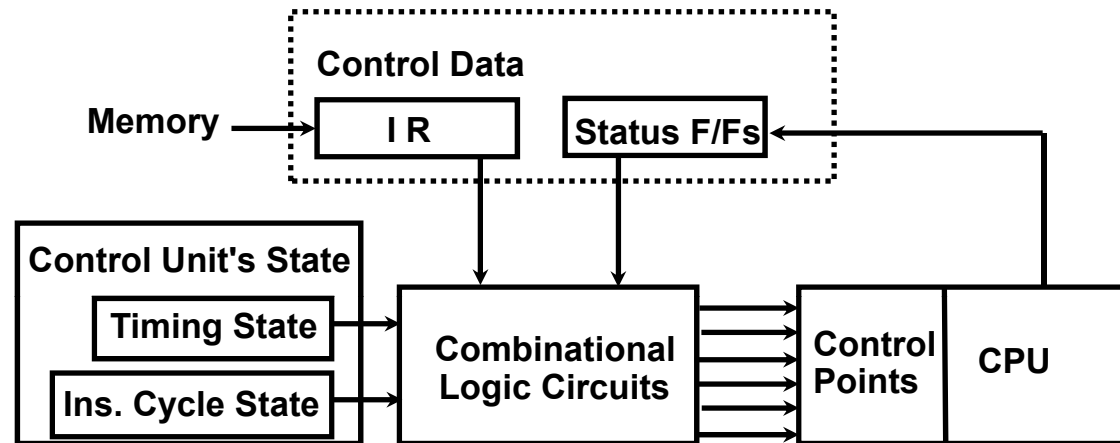 Control Data
Memory
I R
Status F/Fs
Control Unit's State
Timing State
Ins. Cycle State
Combinational
Logic Circuits
Control
Points
CPU